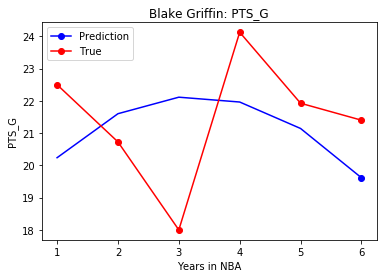 Blake Griffin: PTS_G
Prediction
True
PTS_G
24
23
22
21
20
19
18
1 2 3 4 5 6
Years in NBA